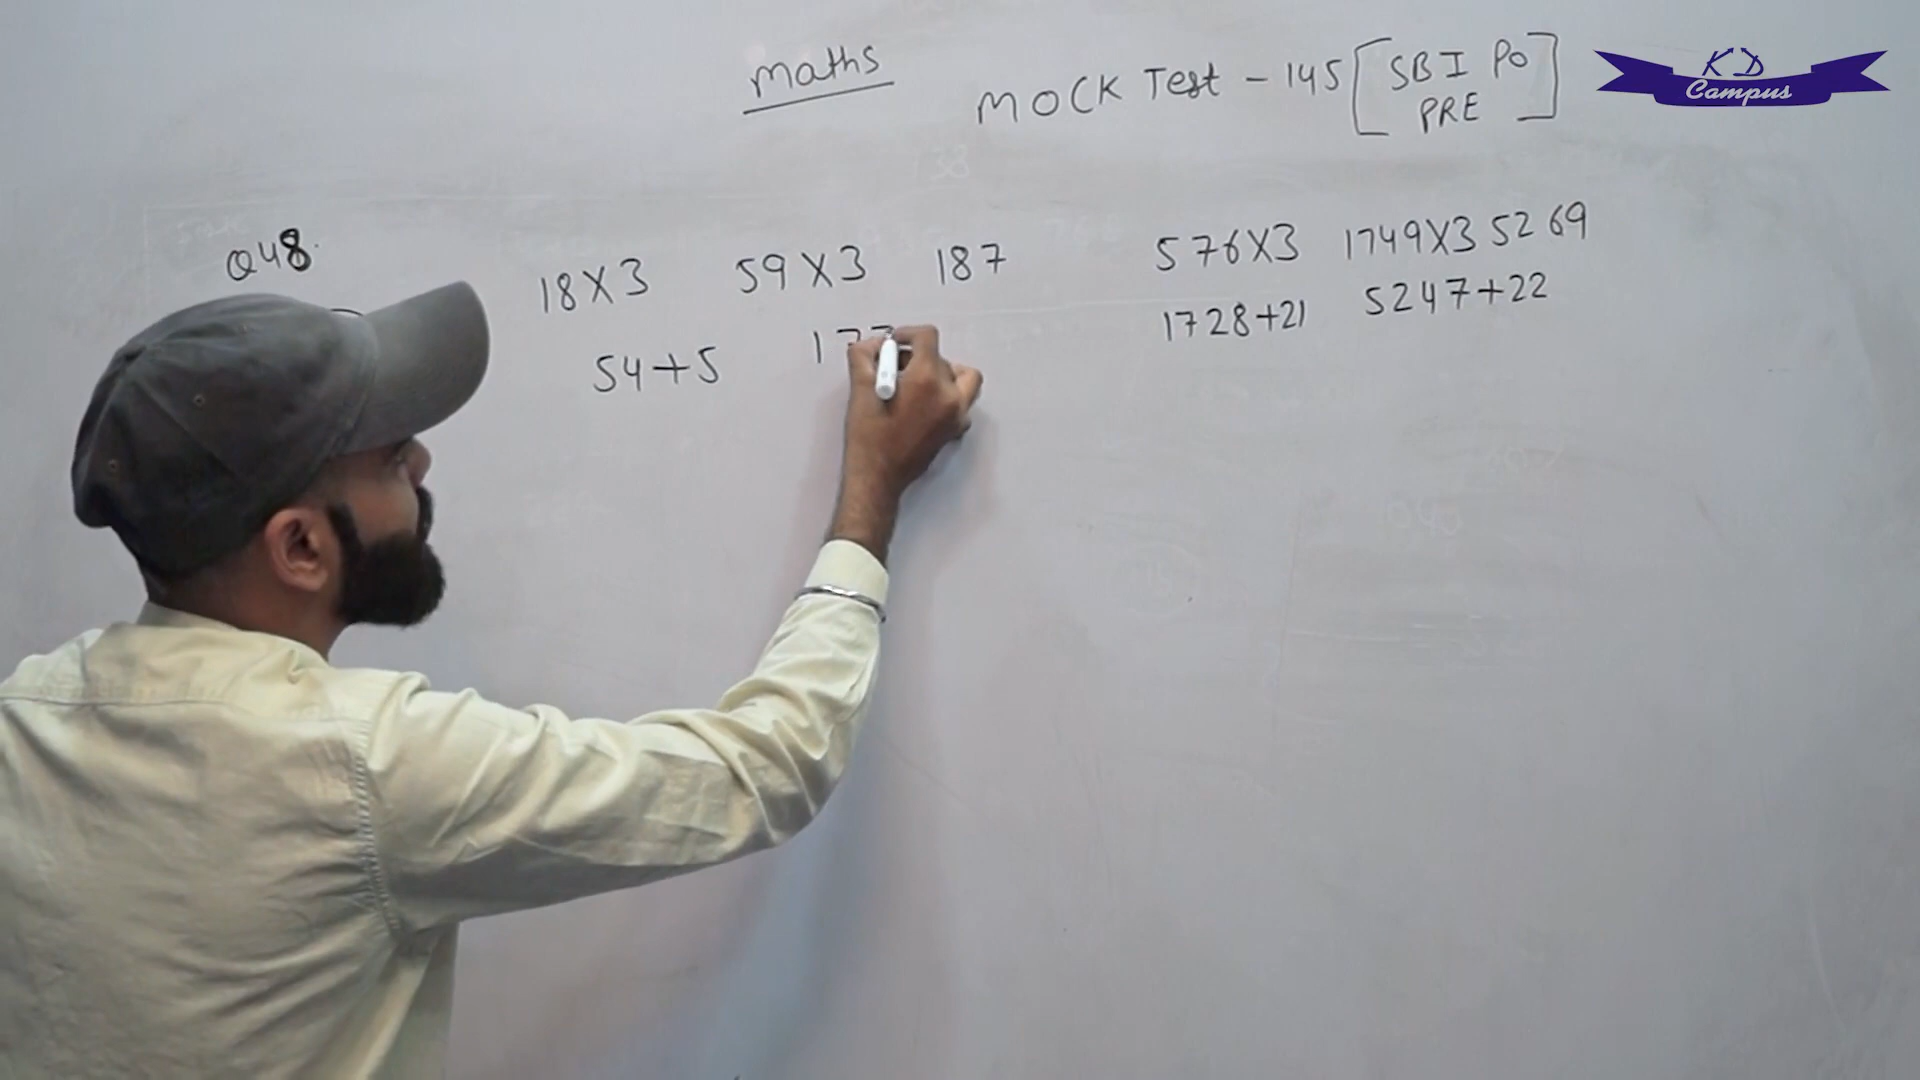 maths
MOCK Test - 145 [SBI PO PRE]
KD Campus
Q48.
18X3 59X3 187 576X3 1749X3 5269
54+5 177 1728+21 5247+22